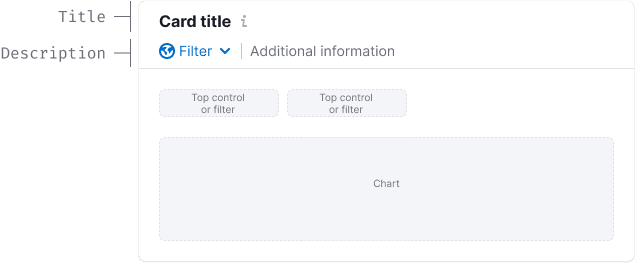 Title
Card title
Description
Filter
Additional information
Top control
or filter
Top control
or filter
Chart